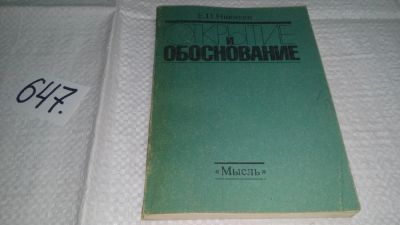 647.
Е.П.Никитин
ОТКРЫТИЕ
и
ОБОСНОВАНИЕ
«Мысль»